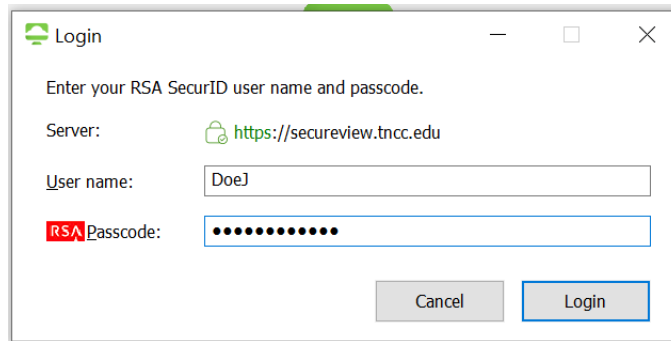 Login
Enter your RSA SecurID user name and passcode.
Server: https://secureview.tncc.edu
User name: DoeJ
RSA Passcode: ●●●●●●●●●●●●
Cancel Login